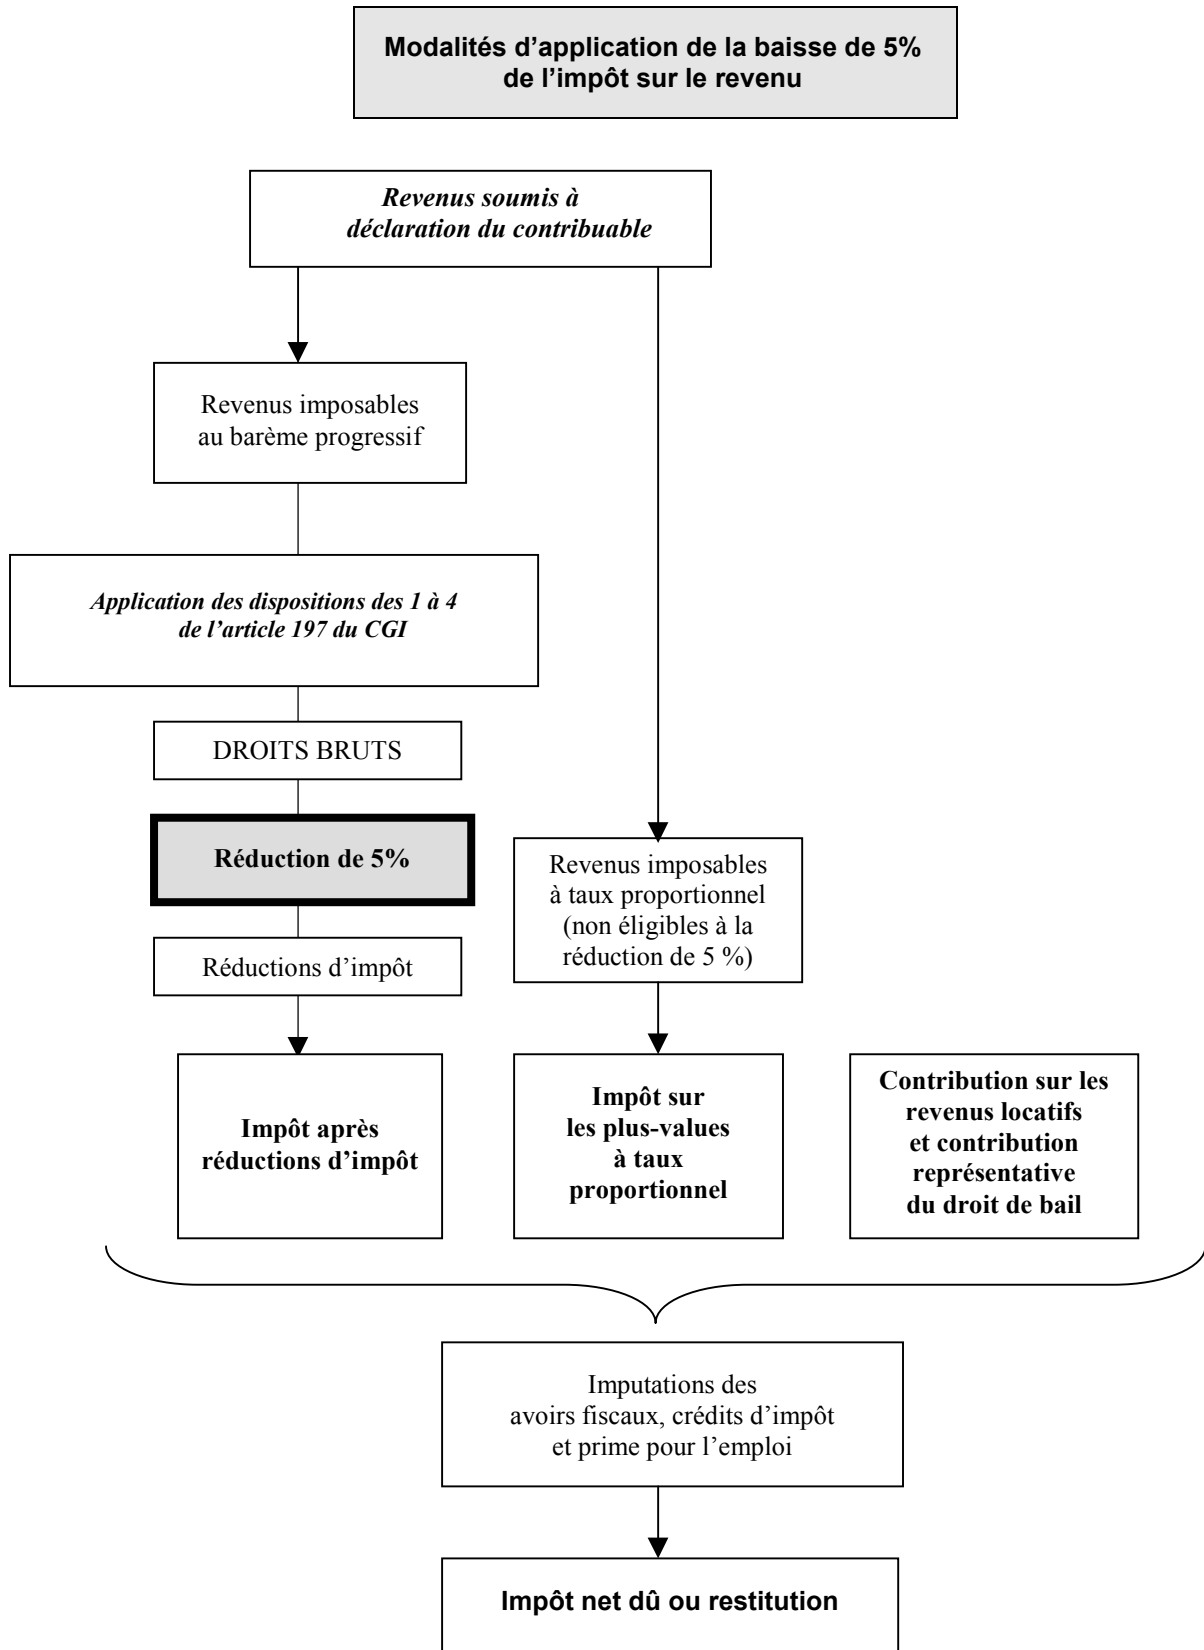 Modalités d’application de la baisse de 5%
de l’impôt sur le revenu
Revenus soumis à
déclaration du contribuable
Revenus imposables
au barème progressif
Application des dispositions des 1 à 4
de l’article 197 du CGI
DROITS BRUTS
Réduction de 5%
Réductions d’impôt
Revenus imposables
à taux proportionnel
(non éligibles à la
réduction de 5 %)
Impôt après
réductions d’impôt
Impôt sur
les plus-values
à taux
proportionnel
Contribution sur les
revenus locatifs
et contribution
représentative
du droit de bail
Imputations des
avoirs fiscaux, crédits d’impôt
et prime pour l’emploi
Impôt net dû ou restitution